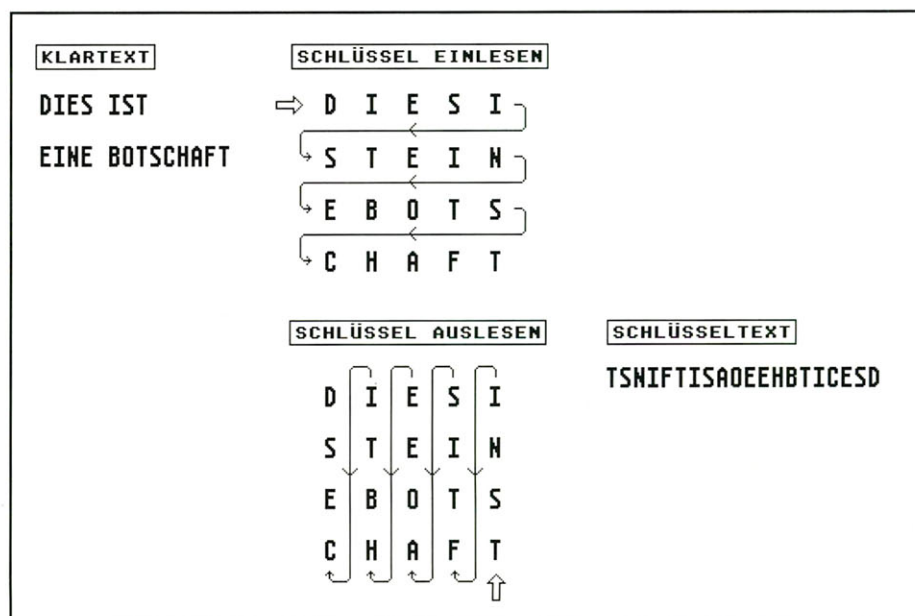 KLARTEXT
SCHLÜSSEL EINLESEN
DIES IST
D I E S I
EINE BOTSCHAFT
S T E I N
E B O T S
C H A F T
SCHLÜSSEL AUSLESEN
SCHLÜSSELTEXT
TSNIFTISAOEEHBTICESD
D I E S I
S T E I N
E B O T S
C H A F T